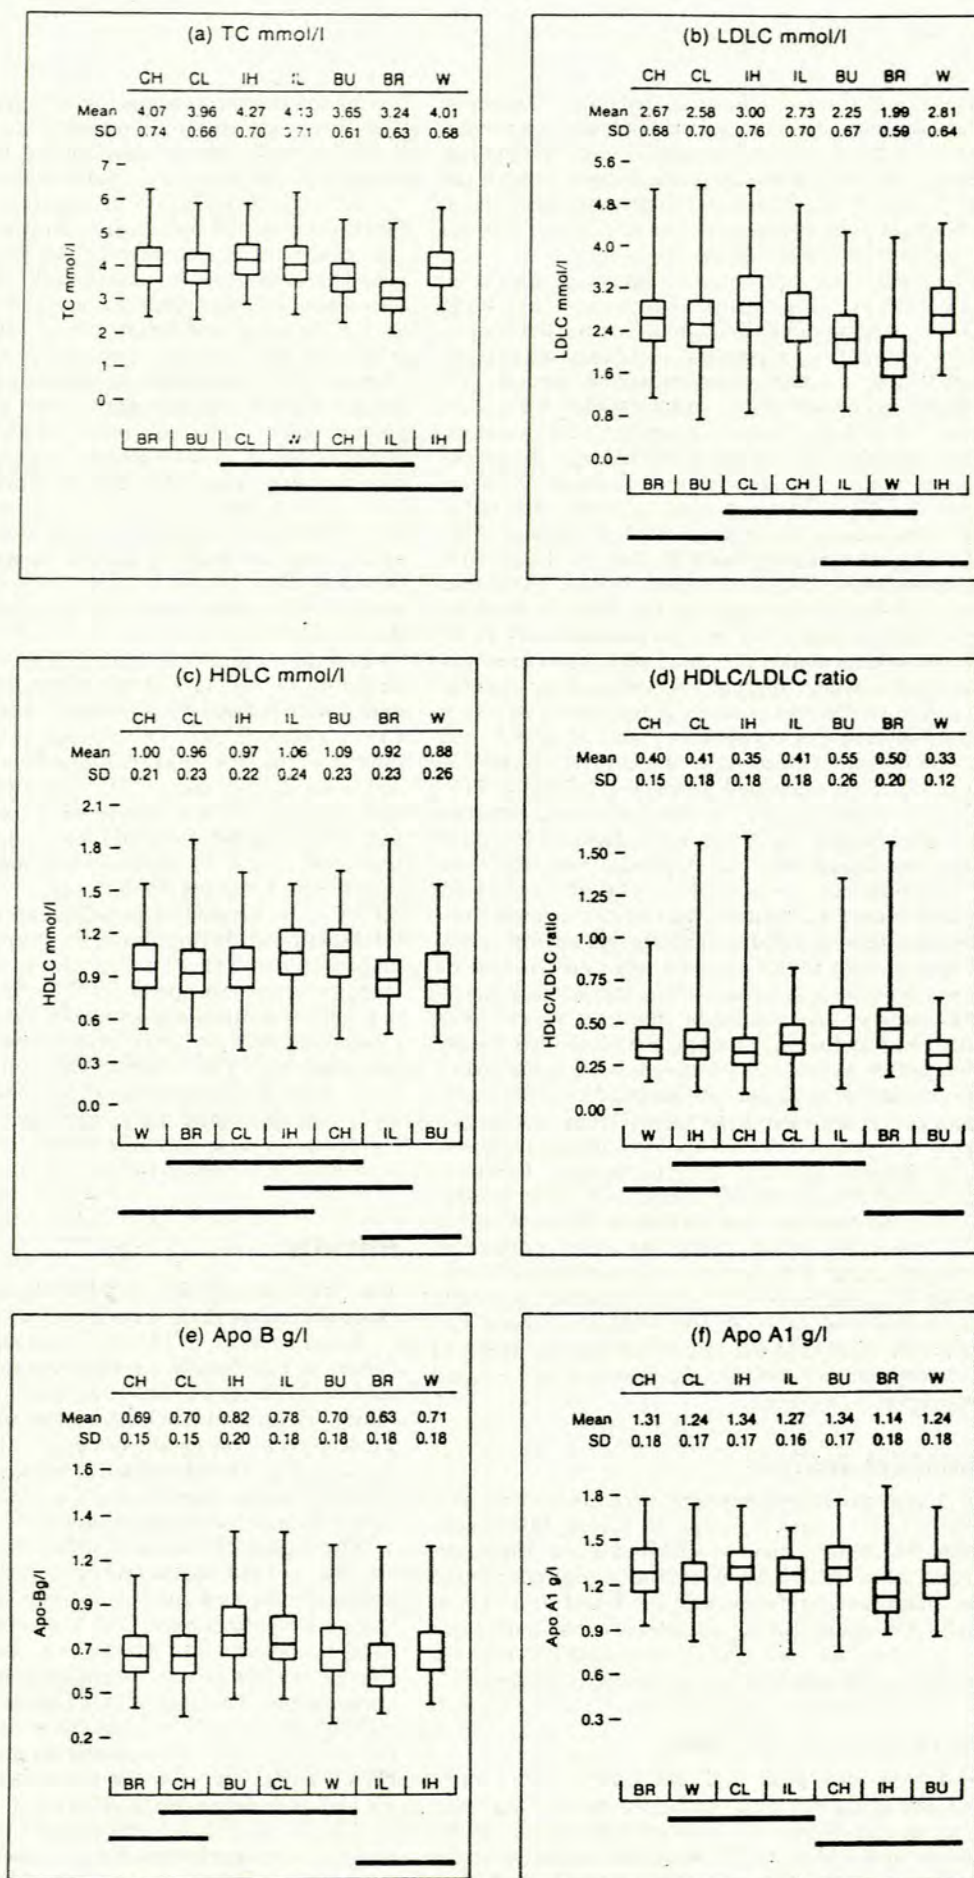 (a) TC mmol/l
CH CL IH IL BU BR W
Mean 4.07 3.96 4.27 3.65 3.24 4.01
SD 0.74 0.66 0.70 0.61 0.63 0.68
7
6
5
4
3
2
1
0
TC mmol/l
BR BU CL W CH IL IH
(b) LDLC mmol/l
CH CL IH IL BU BR W
Mean 2.67 2.58 3.00 2.73 2.25 1.99 2.81
SD 0.68 0.70 0.76 0.70 0.67 0.59 0.64
5.6
4.8
4.0
3.2
2.4
1.6
0.8
0.0
LDLC mmol/l
BR BU CL CH IL W IH
(c) HDLC mmol/l
CH CL IH IL BU BR W
Mean 1.00 0.96 0.97 1.06 1.09 0.92 0.88
SD 0.21 0.23 0.22 0.24 0.23 0.23 0.26
2.1
1.8
1.5
1.2
0.9
0.6
0.3
0.0
HDLC mmol/l
W BR CL IH CH IL BU
(d) HDLC/LDLC ratio
CH CL IH IL BU BR W
Mean 0.40 0.41 0.35 0.41 0.55 0.50 0.33
SD 0.15 0.18 0.18 0.18 0.26 0.20 0.12
1.50
1.25
1.00
0.75
0.50
0.25
0.00
HDLC/LDLC ratio
W IH CH CL IL BR BU
(e) Apo B g/l
CH CL IH IL BU BR W
Mean 0.69 0.70 0.82 0.78 0.70 0.63 0.71
SD 0.15 0.15 0.20 0.18 0.18 0.18 0.18
1.6
1.4
1.2
0.9
0.7
0.5
0.2
Apo-Bg/l
BR CH BU CL W IL IH
(f) Apo A1 g/l
CH CL IH IL BU BR W
Mean 1.31 1.24 1.34 1.27 1.34 1.14 1.24
SD 0.18 0.17 0.17 0.16 0.17 0.18 0.18
1.8
1.5
1.2
0.9
0.6
0.3
Apo A1 g/l
BR W CL IL CH IH BU